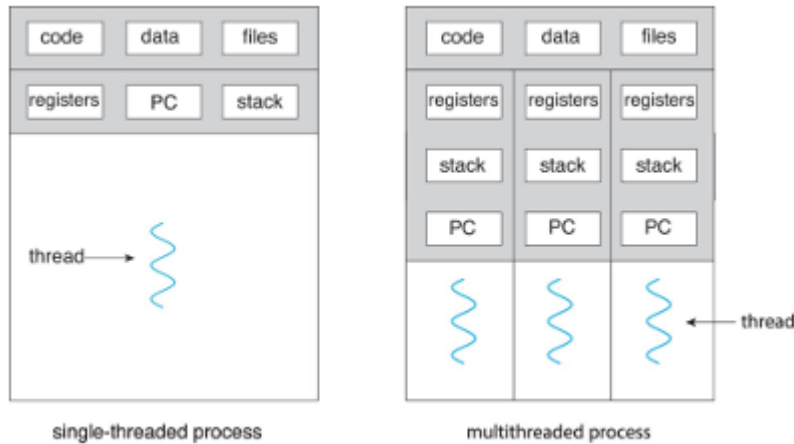 code data files
registers PC stack
thread
single-threaded process
code data files
registers registers registers
stack stack stack
PC PC PC
thread
multithreaded process